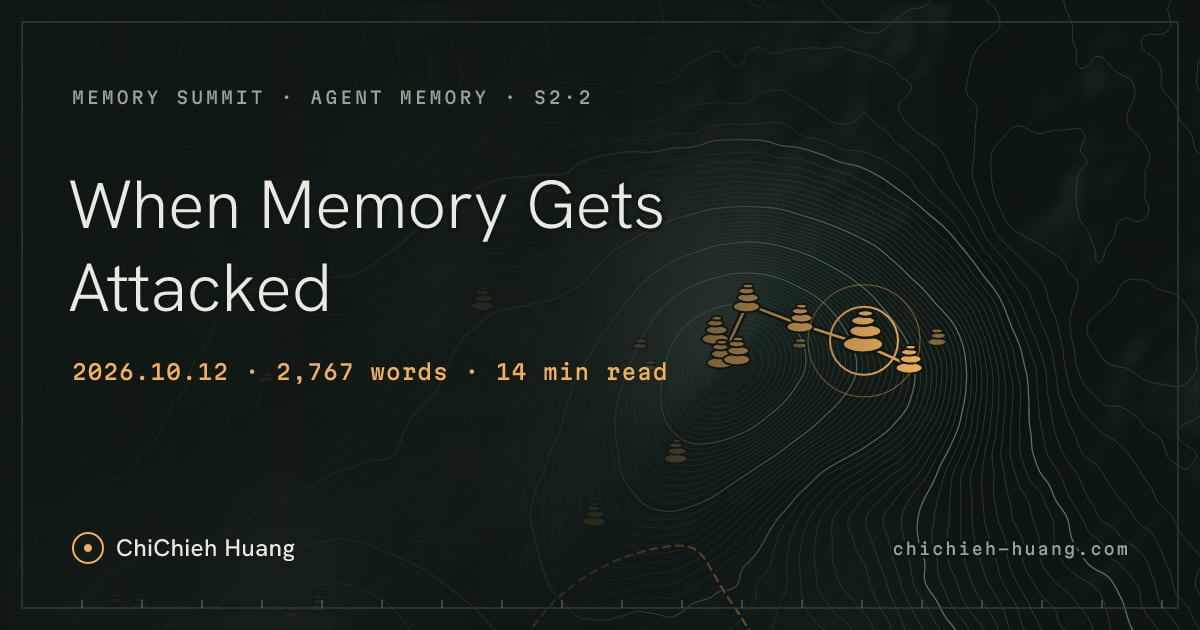 MEMORY SUMMIT · AGENT MEMORY · S2·2
When Memory Gets
Attacked
2026.10.12 · 2,767 words · 14 min read
ChiChieh Huang
chichieh-huang.com